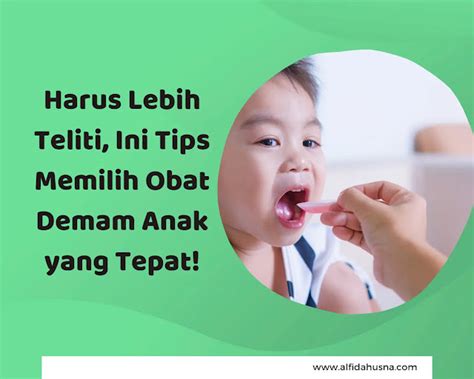 Harus Lebih
Teliti, Ini Tips
Memilih Obat
Demam Anak
yang Tepat!
www.alfidahusna.com